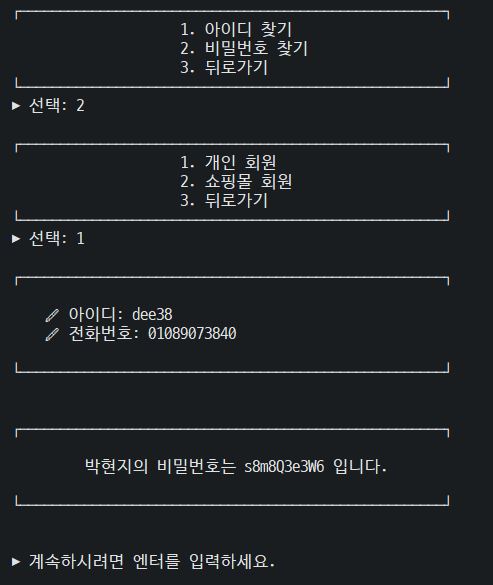 1. 아이디 찾기
2. 비밀번호 찾기
3. 뒤로가기
► 선택: 2
1. 개인 회원
2. 쇼핑몰 회원
3. 뒤로가기
► 선택: 1
아이디: dee38
전화번호: 01089073840
박현지의 비밀번호는 s8m8Q3e3W6 입니다.
► 계속하시려면 엔터를 입력하세요.